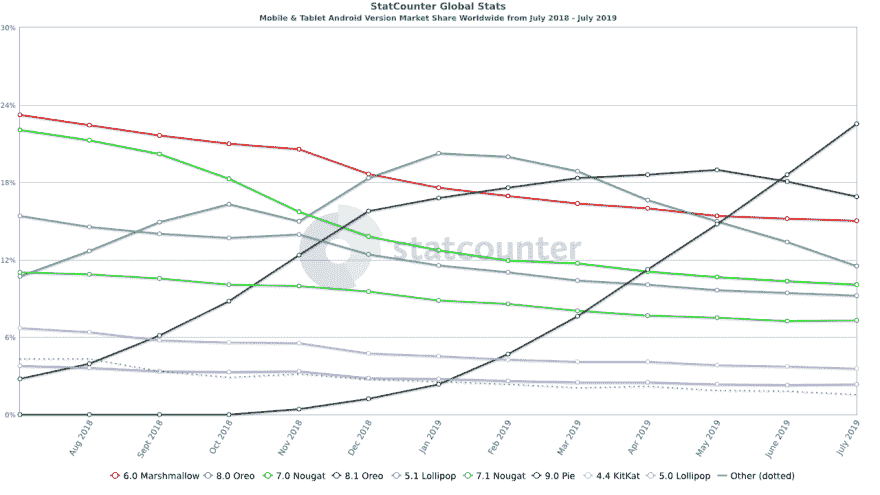 StatCounter Global Stats
Mobile & Tablet Android Version Market Share Worldwide from July 2018 - July 2019
30%
24%
18%
12%
6%
0%
statcounter
Aug 2018
Sept 2018
Oct 2018
Nov 2018
Dec 2018
Jan 2019
Feb 2019
Mar 2019
Apr 2019
May 2019
June 2019
July 2019
6.0 Marshmallow 8.0 Oreo 7.0 Nougat 8.1 Oreo 5.1 Lollipop 7.1 Nougat 9.0 Pie 4.4 KitKat 5.0 Lollipop Other (dotted)